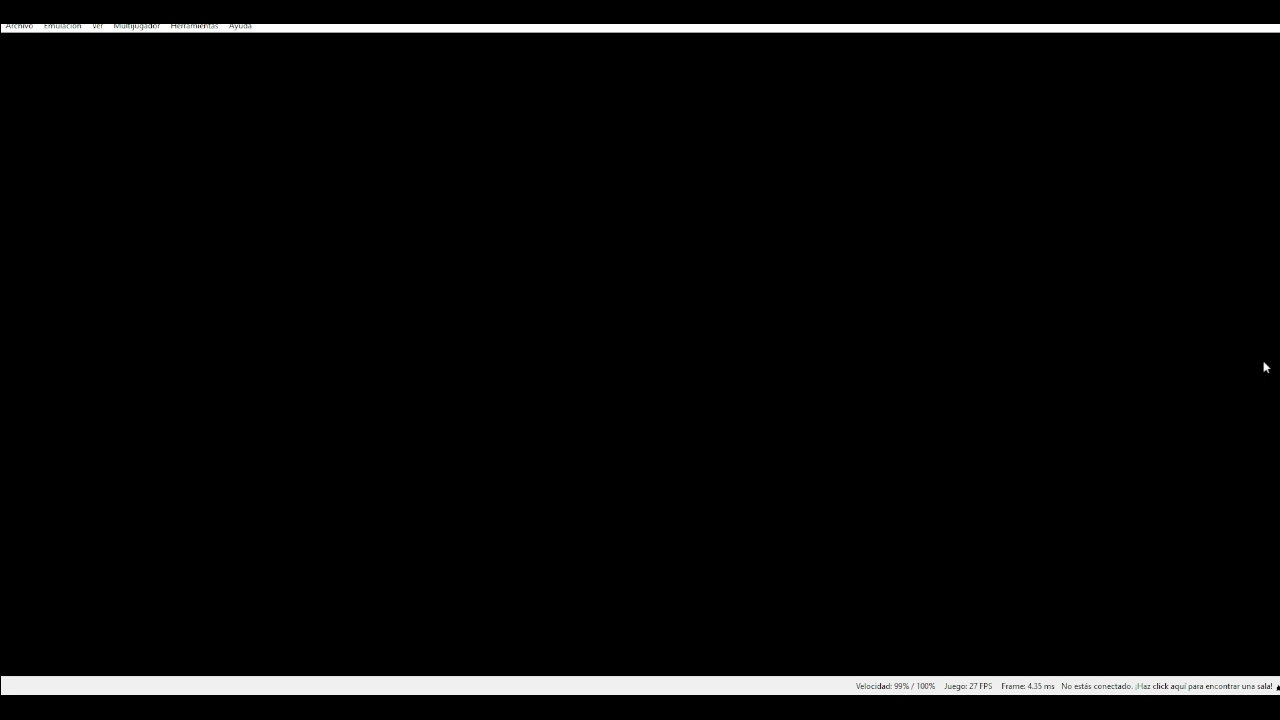 Archivo Emulación Ver Multijugador Herramientas Ayuda
Velocidad: 99% / 100% Juego: 27 FPS Frame: 4.35 ms No estás conectado. ¡Haz click aquí para encontrar una sala!